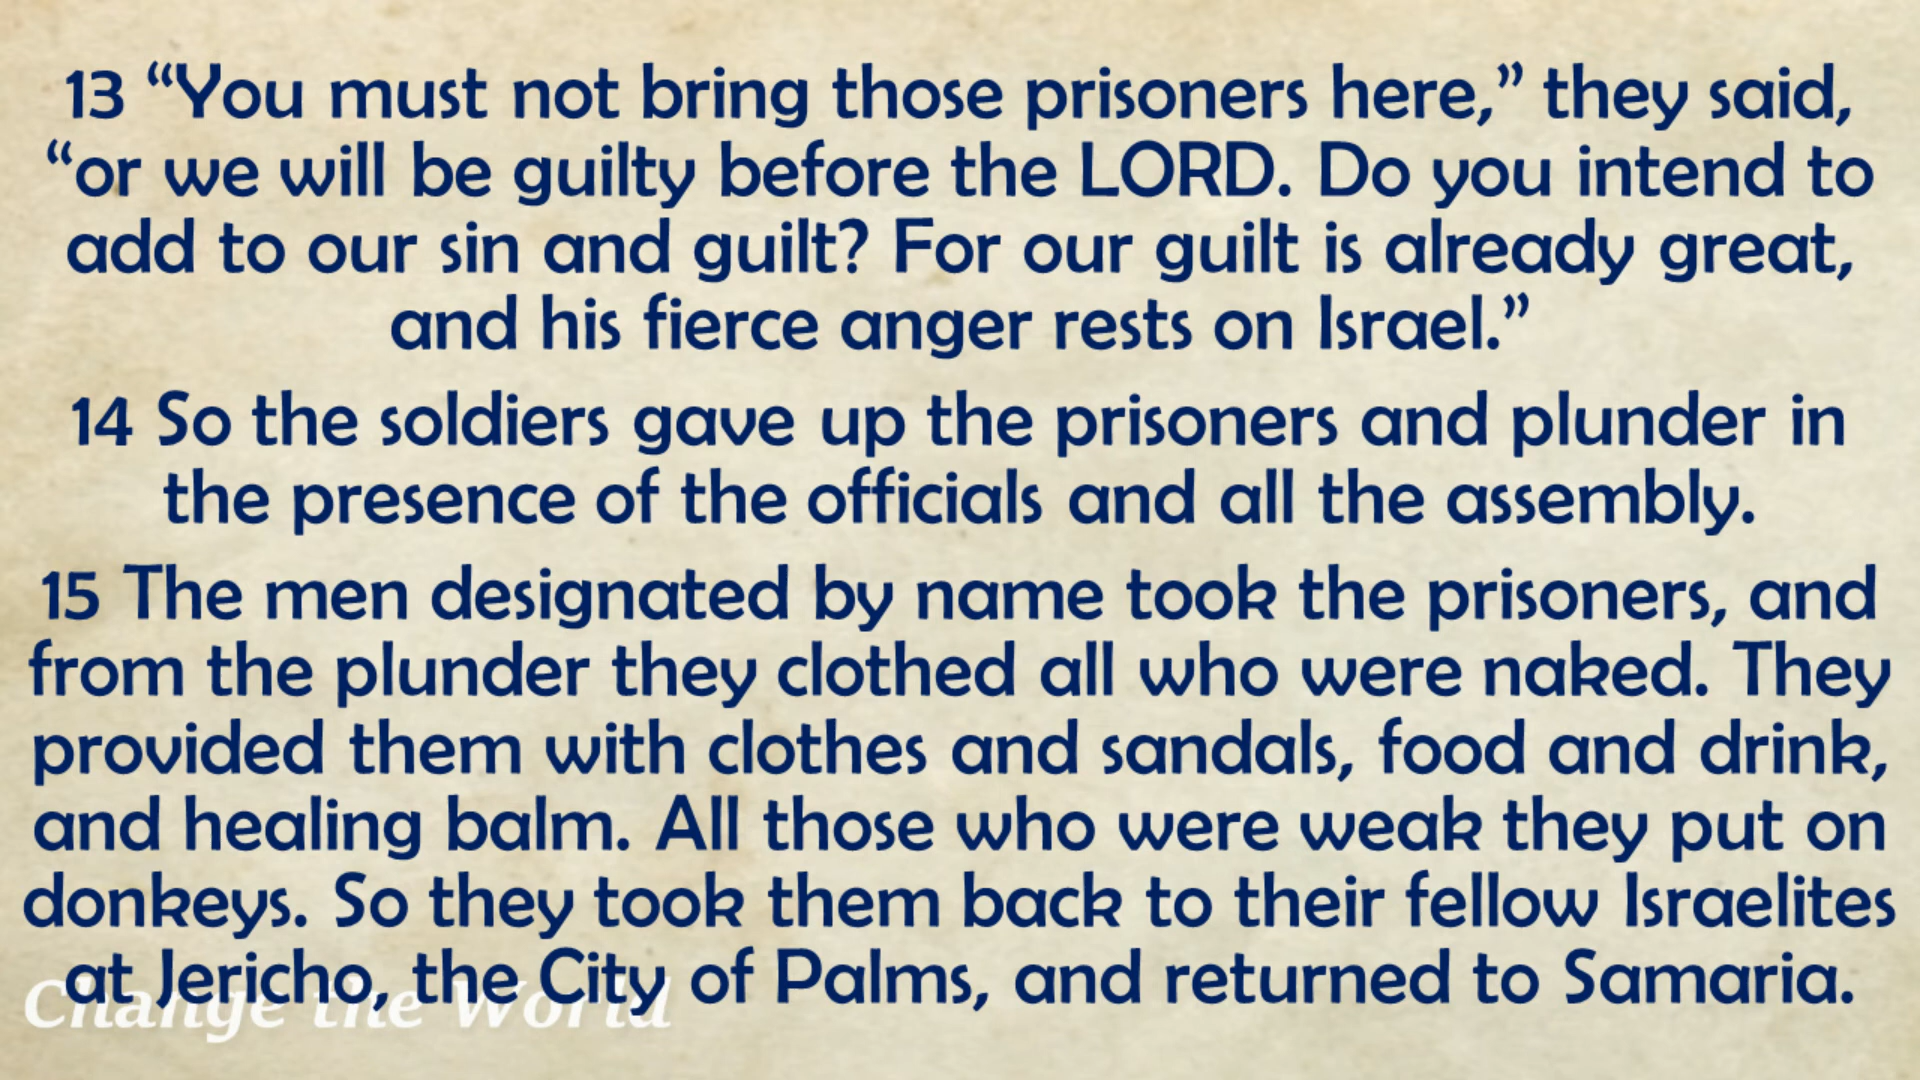 13 “You must not bring those prisoners here,” they said,
“or we will be guilty before the LORD. Do you intend to
add to our sin and guilt? For our guilt is already great,
and his fierce anger rests on Israel.”
14 So the soldiers gave up the prisoners and plunder in
the presence of the officials and all the assembly.
15 The men designated by name took the prisoners, and
from the plunder they clothed all who were naked. They
provided them with clothes and sandals, food and drink,
and healing balm. All those who were weak they put on
donkeys. So they took them back to their fellow Israelites
at Jericho, the City of Palms, and returned to Samaria.
Change the World